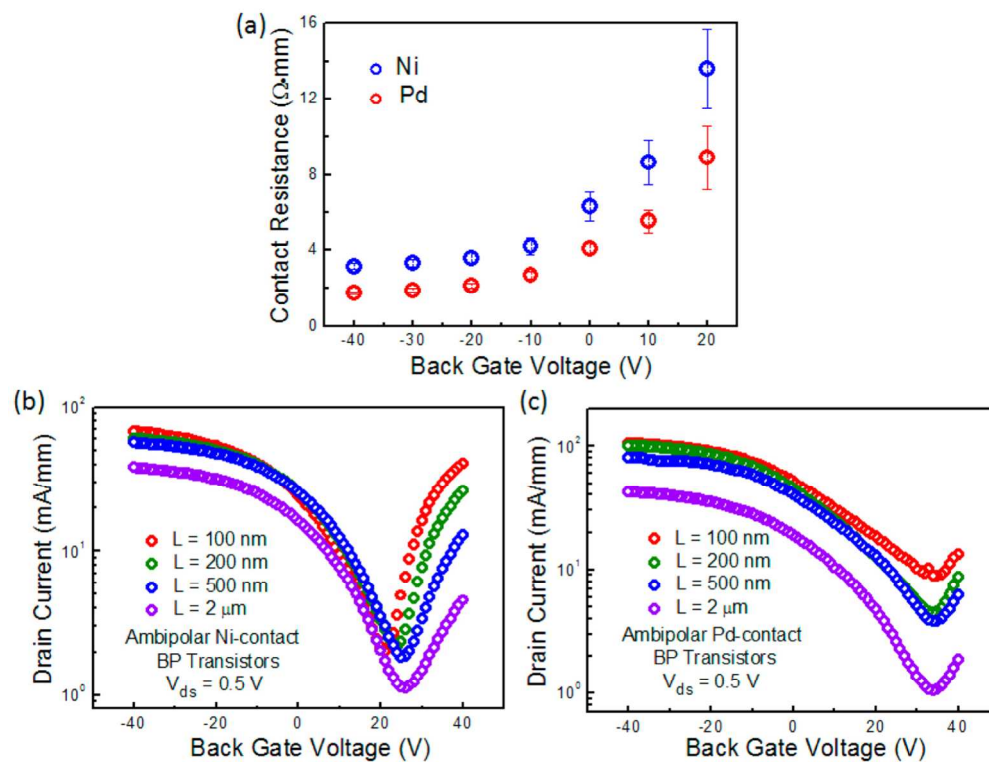 (a)
Contact Resistance (Ω•mm)
16
12
8
4
0
Ni
Pd
-40 -30 -20 -10 0 10 20
Back Gate Voltage (V)
(b)
Drain Current (mA/mm)
10²
10¹
10⁰
L = 100 nm
L = 200 nm
L = 500 nm
L = 2 μm
Ambipolar Ni-contact
BP Transistors
V_ds = 0.5 V
-40 -20 0 20 40
Back Gate Voltage (V)
(c)
Drain Current (mA/mm)
10²
10¹
10⁰
L = 100 nm
L = 200 nm
L = 500 nm
L = 2 μm
Ambipolar Pd-contact
BP Transistors
V_ds = 0.5 V
-40 -20 0 20 40
Back Gate Voltage (V)